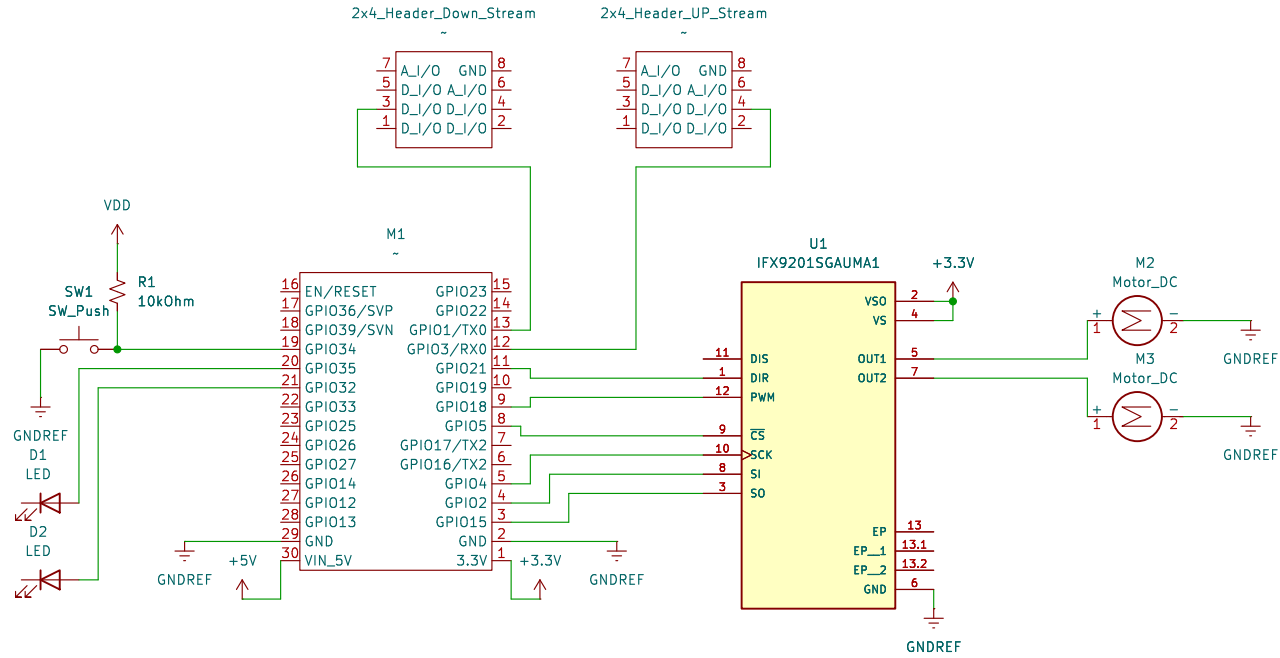 2x4_Header_Down_Stream
~
7 A_I/O GND 8
5 D_I/O A_I/O 6
3 D_I/O D_I/O 4
1 D_I/O D_I/O 2
2x4_Header_UP_Stream
~
7 A_I/O GND 8
5 D_I/O A_I/O 6
3 D_I/O D_I/O 4
1 D_I/O D_I/O 2
VDD
R1
10kOhm
SW1
SW_Push
GNDREF
D1
LED
D2
LED
M1
~
16 EN/RESET GPIO23 15
17 GPIO36/SVP GPIO22 14
18 GPIO39/SVN GPIO1/TX0 13
19 GPIO34 GPIO3/RX0 12
20 GPIO35 GPIO21 11
21 GPIO32 GPIO19 10
22 GPIO33 GPIO18 9
23 GPIO25 GPIO5 8
24 GPIO26 GPIO17/TX2 7
25 GPIO27 GPIO16/TX2 6
26 GPIO14 GPIO4 5
27 GPIO12 GPIO2 4
28 GPIO13 GPIO15 3
29 GND GND 2
30 VIN_5V 3.3V 1
GNDREF
+5V
+3.3V
GNDREF
U1
IFX9201SGAUMA1
+3.3V
VSO 2
VS 4
11 DIS OUT1 5
1 DIR OUT2 7
12 PWM
9 CS
10 SCK
8 SI
3 SO
EP 13
EP__1 13.1
EP__2 13.2
GND 6
GNDREF
M2
Motor_DC
+ −
1 2
GNDREF
M3
Motor_DC
+ −
1 2
GNDREF